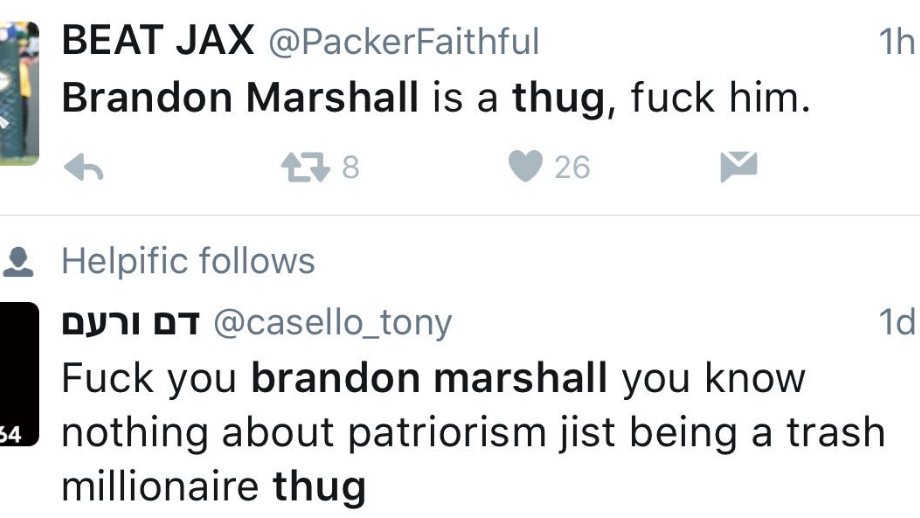 BEAT JAX @PackerFaithful 1h
Brandon Marshall is a thug, fuck him.
8 26
Helpific follows
דם ורעם @casello_tony 1d
Fuck you brandon marshall you know
nothing about patriorism jist being a trash
millionaire thug
64